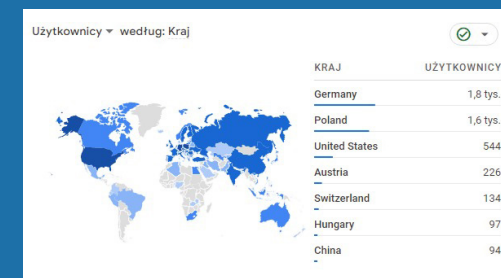 Użytkownicy według: Kraj
KRAJ UŻYTKOWNICY
Germany 1,8 tys.
Poland 1,6 tys.
United States 544
Austria 226
Switzerland 134
Hungary 97
China 94